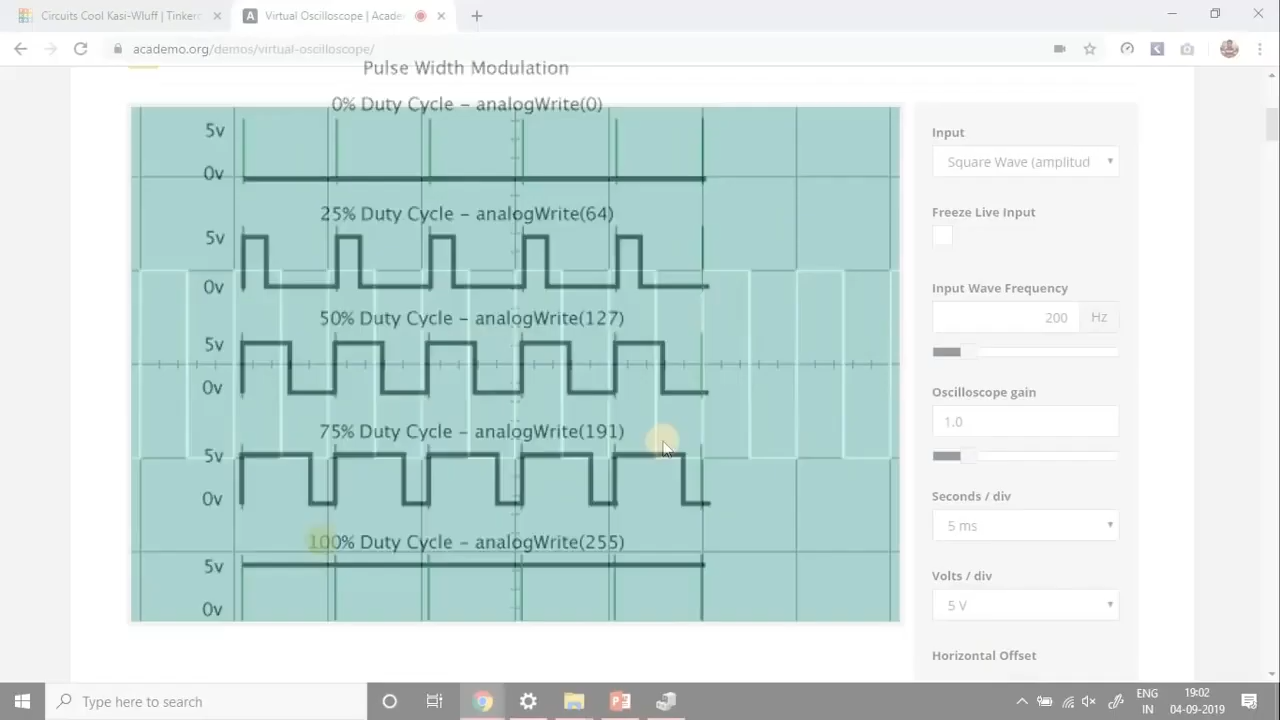 Circuits Cool Kasi-Wluff | Tinker
Virtual Oscilloscope | Acade
academo.org/demos/virtual-oscilloscope/
Pulse Width Modulation
0% Duty Cycle – analogWrite(0)
5v
0v
25% Duty Cycle – analogWrite(64)
5v
0v
50% Duty Cycle – analogWrite(127)
5v
0v
75% Duty Cycle – analogWrite(191)
5v
0v
100% Duty Cycle – analogWrite(255)
5v
0v
Input
Square Wave (amplitud
Freeze Live Input
Input Wave Frequency
200 Hz
Oscilloscope gain
1.0
Seconds / div
5 ms
Volts / div
5 V
Horizontal Offset
Type here to search
ENG
IN
19:02
04-09-2019